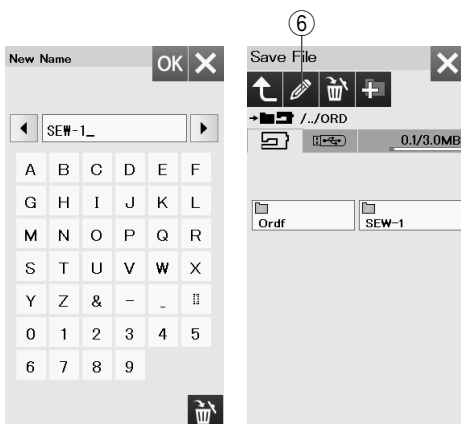 ⑥
New Name
OK
SEW-1_
A B C D E F
G H I J K L
M N O P Q R
S T U V W X
Y Z & - _
0 1 2 3 4 5
6 7 8 9
Save File
/../ORD
0.1/3.0MB
Ordf
SEW-1